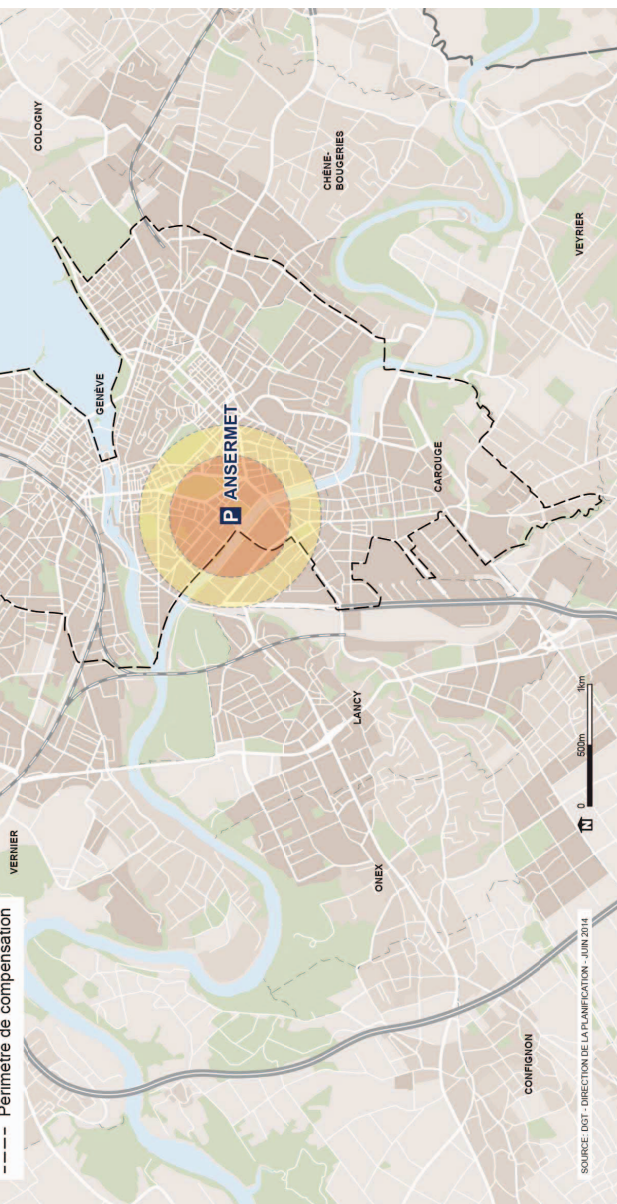 Périmètre de compensation
VERNIER
COLOGNY
GENÈVE
P ANSERMET
CHÊNE-
BOUGERIES
LANCY
ONEX
CAROUGE
CONFIGNON
VEYRIER
N 0 500m 1km
SOURCE: DGT - DIRECTION DE LA PLANIFICATION - JUIN 2014